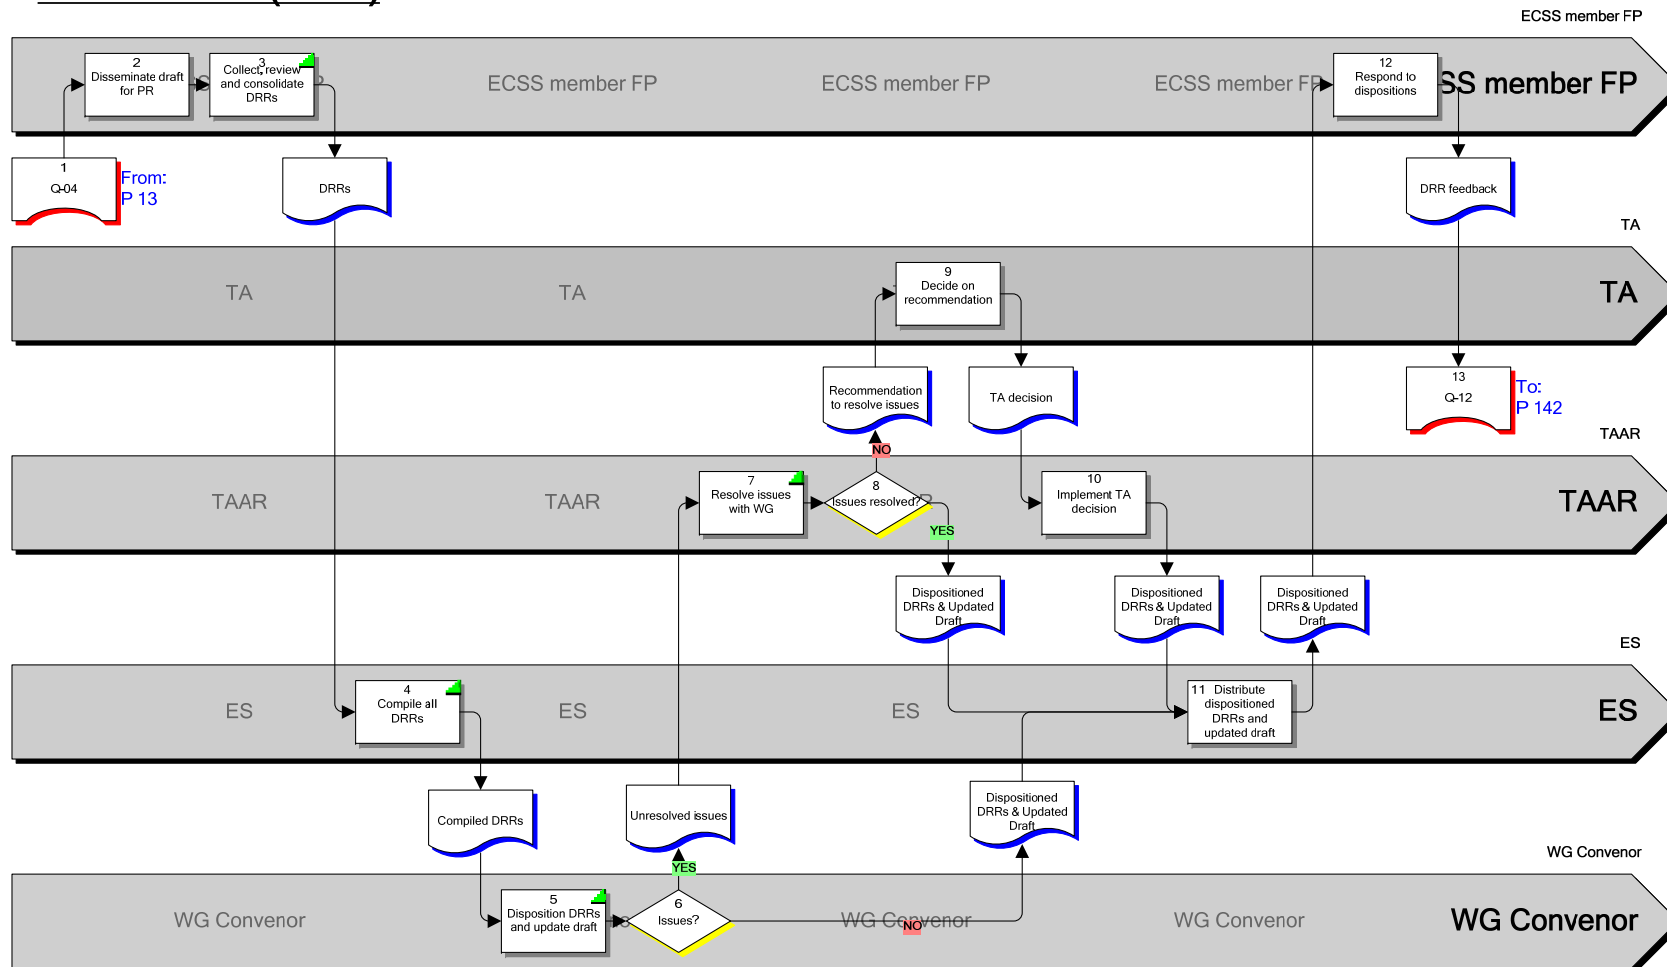 ECSS member FP
2
Disseminate draft
for PR
3
Collect, review
and consolidate
DRRs
ECSS member FP
ECSS member FP
ECSS member FP
12
Respond to
dispositions
SS member FP
1
Q-04
From:
P 13
DRRs
DRR feedback
TA
TA
TA
9
Decide on
recommendation
TA
Recommendation
to resolve issues
TA decision
13
Q-12
To:
P 142
TAAR
NO
TAAR
TAAR
7
Resolve issues
with WG
8
Issues resolved?
YES
10
Implement TA
decision
TAAR
Dispositioned
DRRs & Updated
Draft
Dispositioned
DRRs & Updated
Draft
Dispositioned
DRRs & Updated
Draft
ES
ES
4
Compile all
DRRs
ES
ES
11 Distribute
dispositioned
DRRs and
updated draft
ES
Compiled DRRs
Unresolved issues
Dispositioned
DRRs & Updated
Draft
WG Convenor
YES
WG Convenor
5
Disposition DRRs
and update draft
6
Issues?
WG Convenor
NO
WG Convenor
WG Convenor